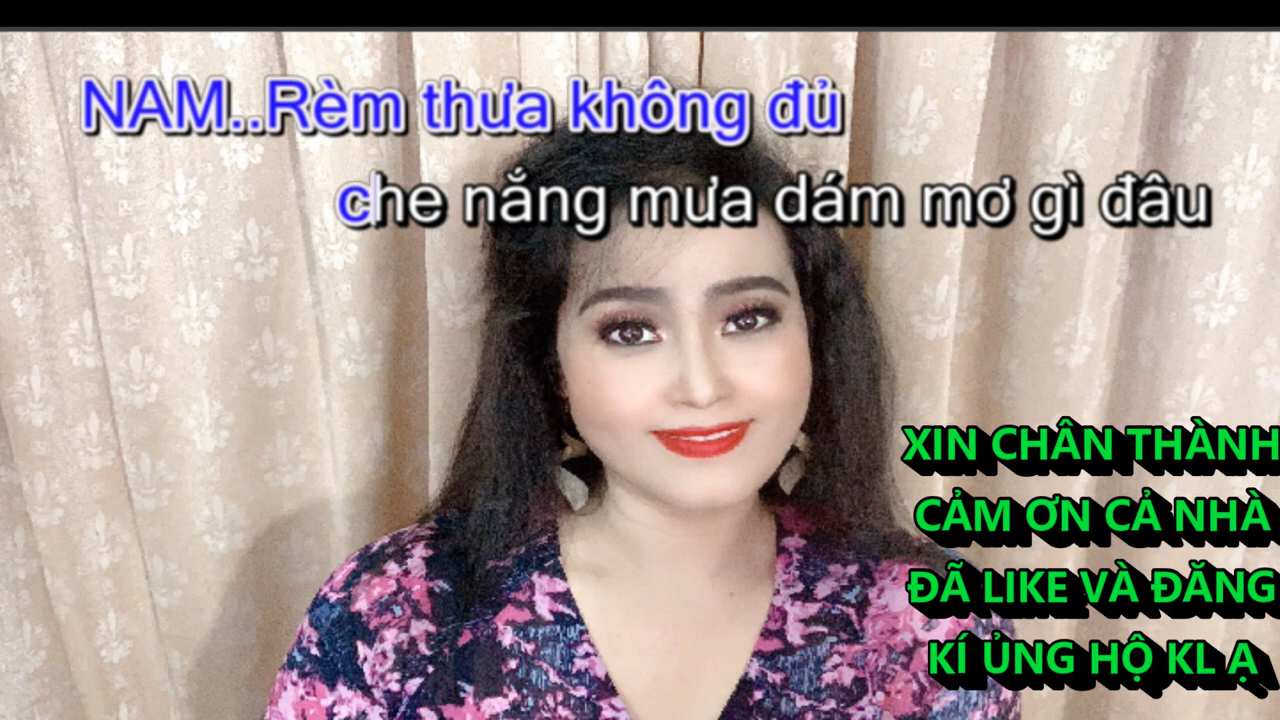 NAM..Rèm thưa không đủ
che nắng mưa dám mơ gì đâu
XIN CHÂN THÀNH
CẢM ƠN CẢ NHÀ
ĐÃ LIKE VÀ ĐĂNG
KÍ ỦNG HỘ KL Ạ